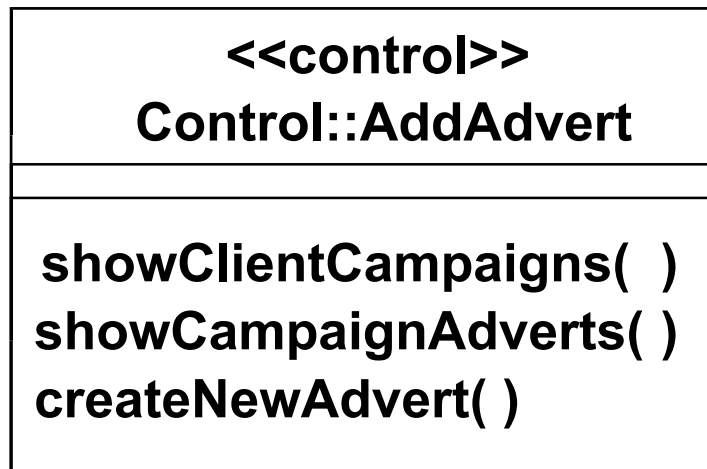 <<control>>
Control::AddAdvert
showClientCampaigns(  )
showCampaignAdverts( )
createNewAdvert( )